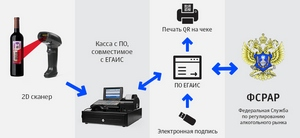 Печать QR на чеке
Касса с ПО,
совместимое
с ЕГАИС
2D сканер
ПО ЕГАИС
Электронная подпись
ФСРАР
Федеральная Служба
по регулированию
алкогольного рынка